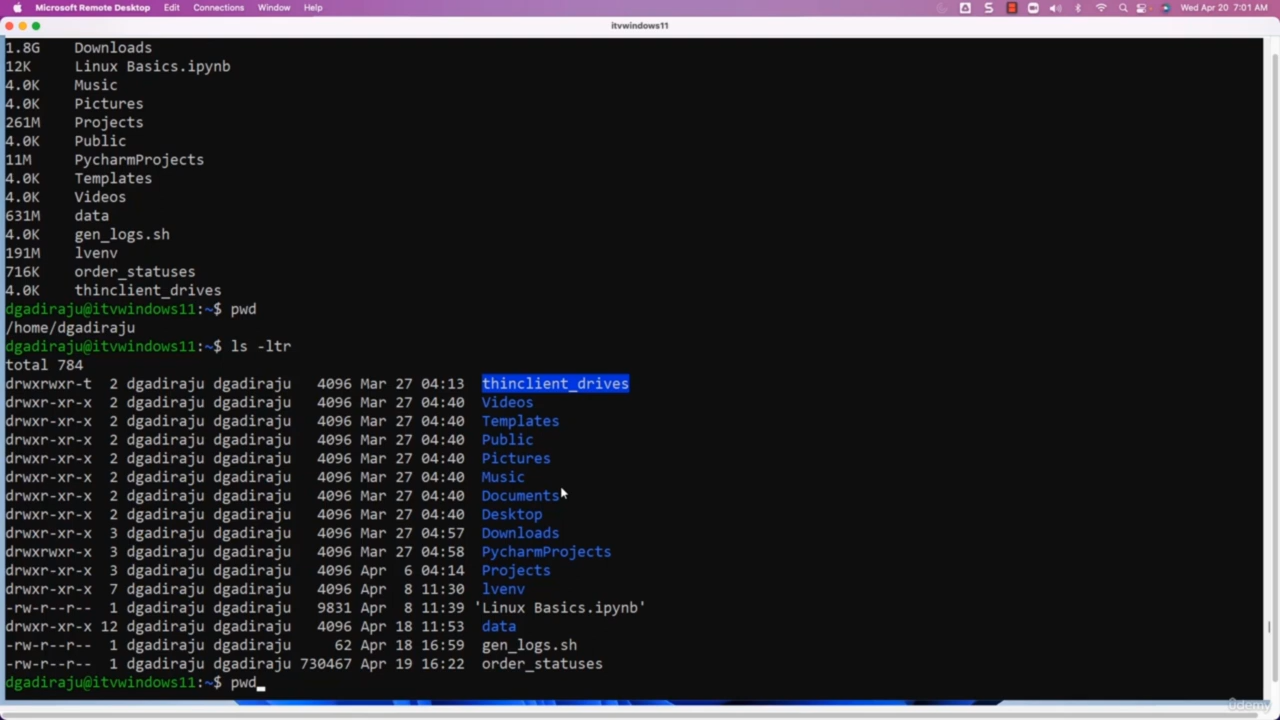 Microsoft Remote Desktop Edit Connections Window Help Wed Apr 20 7:01 AM
itvwindows11
1.8G Downloads
12K Linux Basics.ipynb
4.0K Music
4.0K Pictures
261M Projects
4.0K Public
11M PycharmProjects
4.0K Templates
4.0K Videos
631M data
4.0K gen_logs.sh
191M lvenv
716K order_statuses
4.0K thinclient_drives
dgadiraju@itvwindows11:~$ pwd
/home/dgadiraju
dgadiraju@itvwindows11:~$ ls -ltr
total 784
drwxrwxr-t 2 dgadiraju dgadiraju 4096 Mar 27 04:13 thinclient_drives
drwxr-xr-x 2 dgadiraju dgadiraju 4096 Mar 27 04:40 Videos
drwxr-xr-x 2 dgadiraju dgadiraju 4096 Mar 27 04:40 Templates
drwxr-xr-x 2 dgadiraju dgadiraju 4096 Mar 27 04:40 Public
drwxr-xr-x 2 dgadiraju dgadiraju 4096 Mar 27 04:40 Pictures
drwxr-xr-x 2 dgadiraju dgadiraju 4096 Mar 27 04:40 Music
drwxr-xr-x 2 dgadiraju dgadiraju 4096 Mar 27 04:40 Documents
drwxr-xr-x 2 dgadiraju dgadiraju 4096 Mar 27 04:40 Desktop
drwxr-xr-x 3 dgadiraju dgadiraju 4096 Mar 27 04:57 Downloads
drwxrwxr-x 3 dgadiraju dgadiraju 4096 Mar 27 04:58 PycharmProjects
drwxr-xr-x 3 dgadiraju dgadiraju 4096 Apr 6 04:14 Projects
drwxr-xr-x 7 dgadiraju dgadiraju 4096 Apr 8 11:30 lvenv
-rw-r--r-- 1 dgadiraju dgadiraju 9831 Apr 8 11:39 'Linux Basics.ipynb'
drwxr-xr-x 12 dgadiraju dgadiraju 4096 Apr 18 11:53 data
-rw-r--r-- 1 dgadiraju dgadiraju 62 Apr 18 16:59 gen_logs.sh
-rw-r--r-- 1 dgadiraju dgadiraju 730467 Apr 19 16:22 order_statuses
dgadiraju@itvwindows11:~$ pwd
udemy